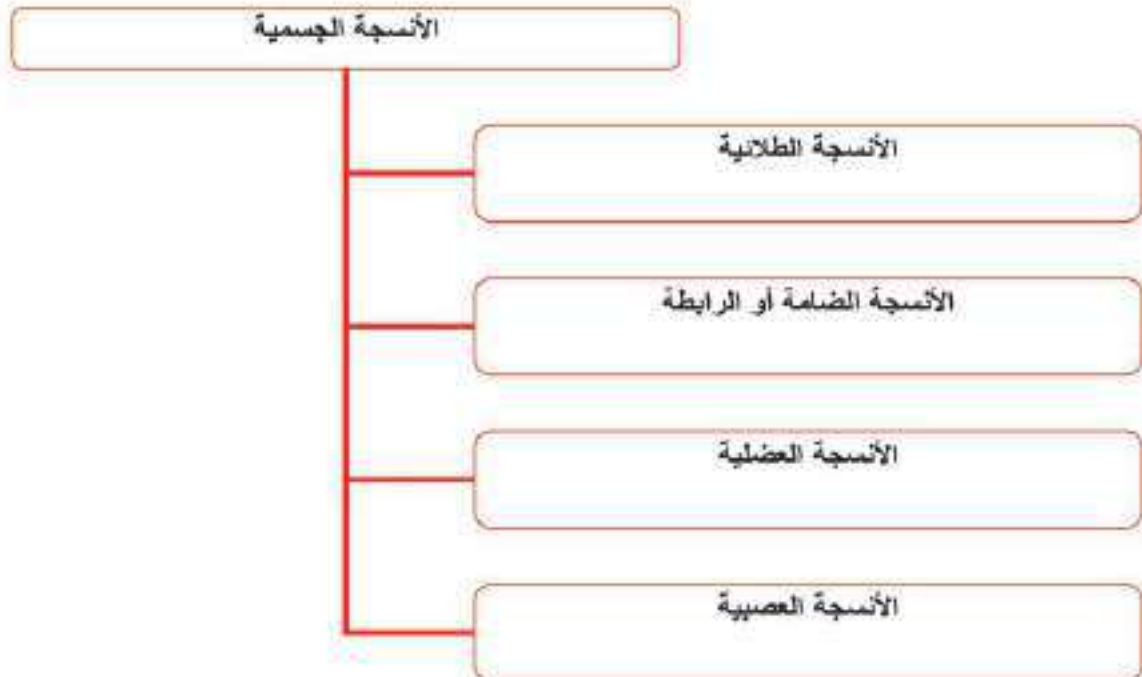 الأنسجة الجسمية
الأنسجة الطلائية
الأنسجة الضامة أو الرابطة
الأنسجة العضلية
الأنسجة العصبية